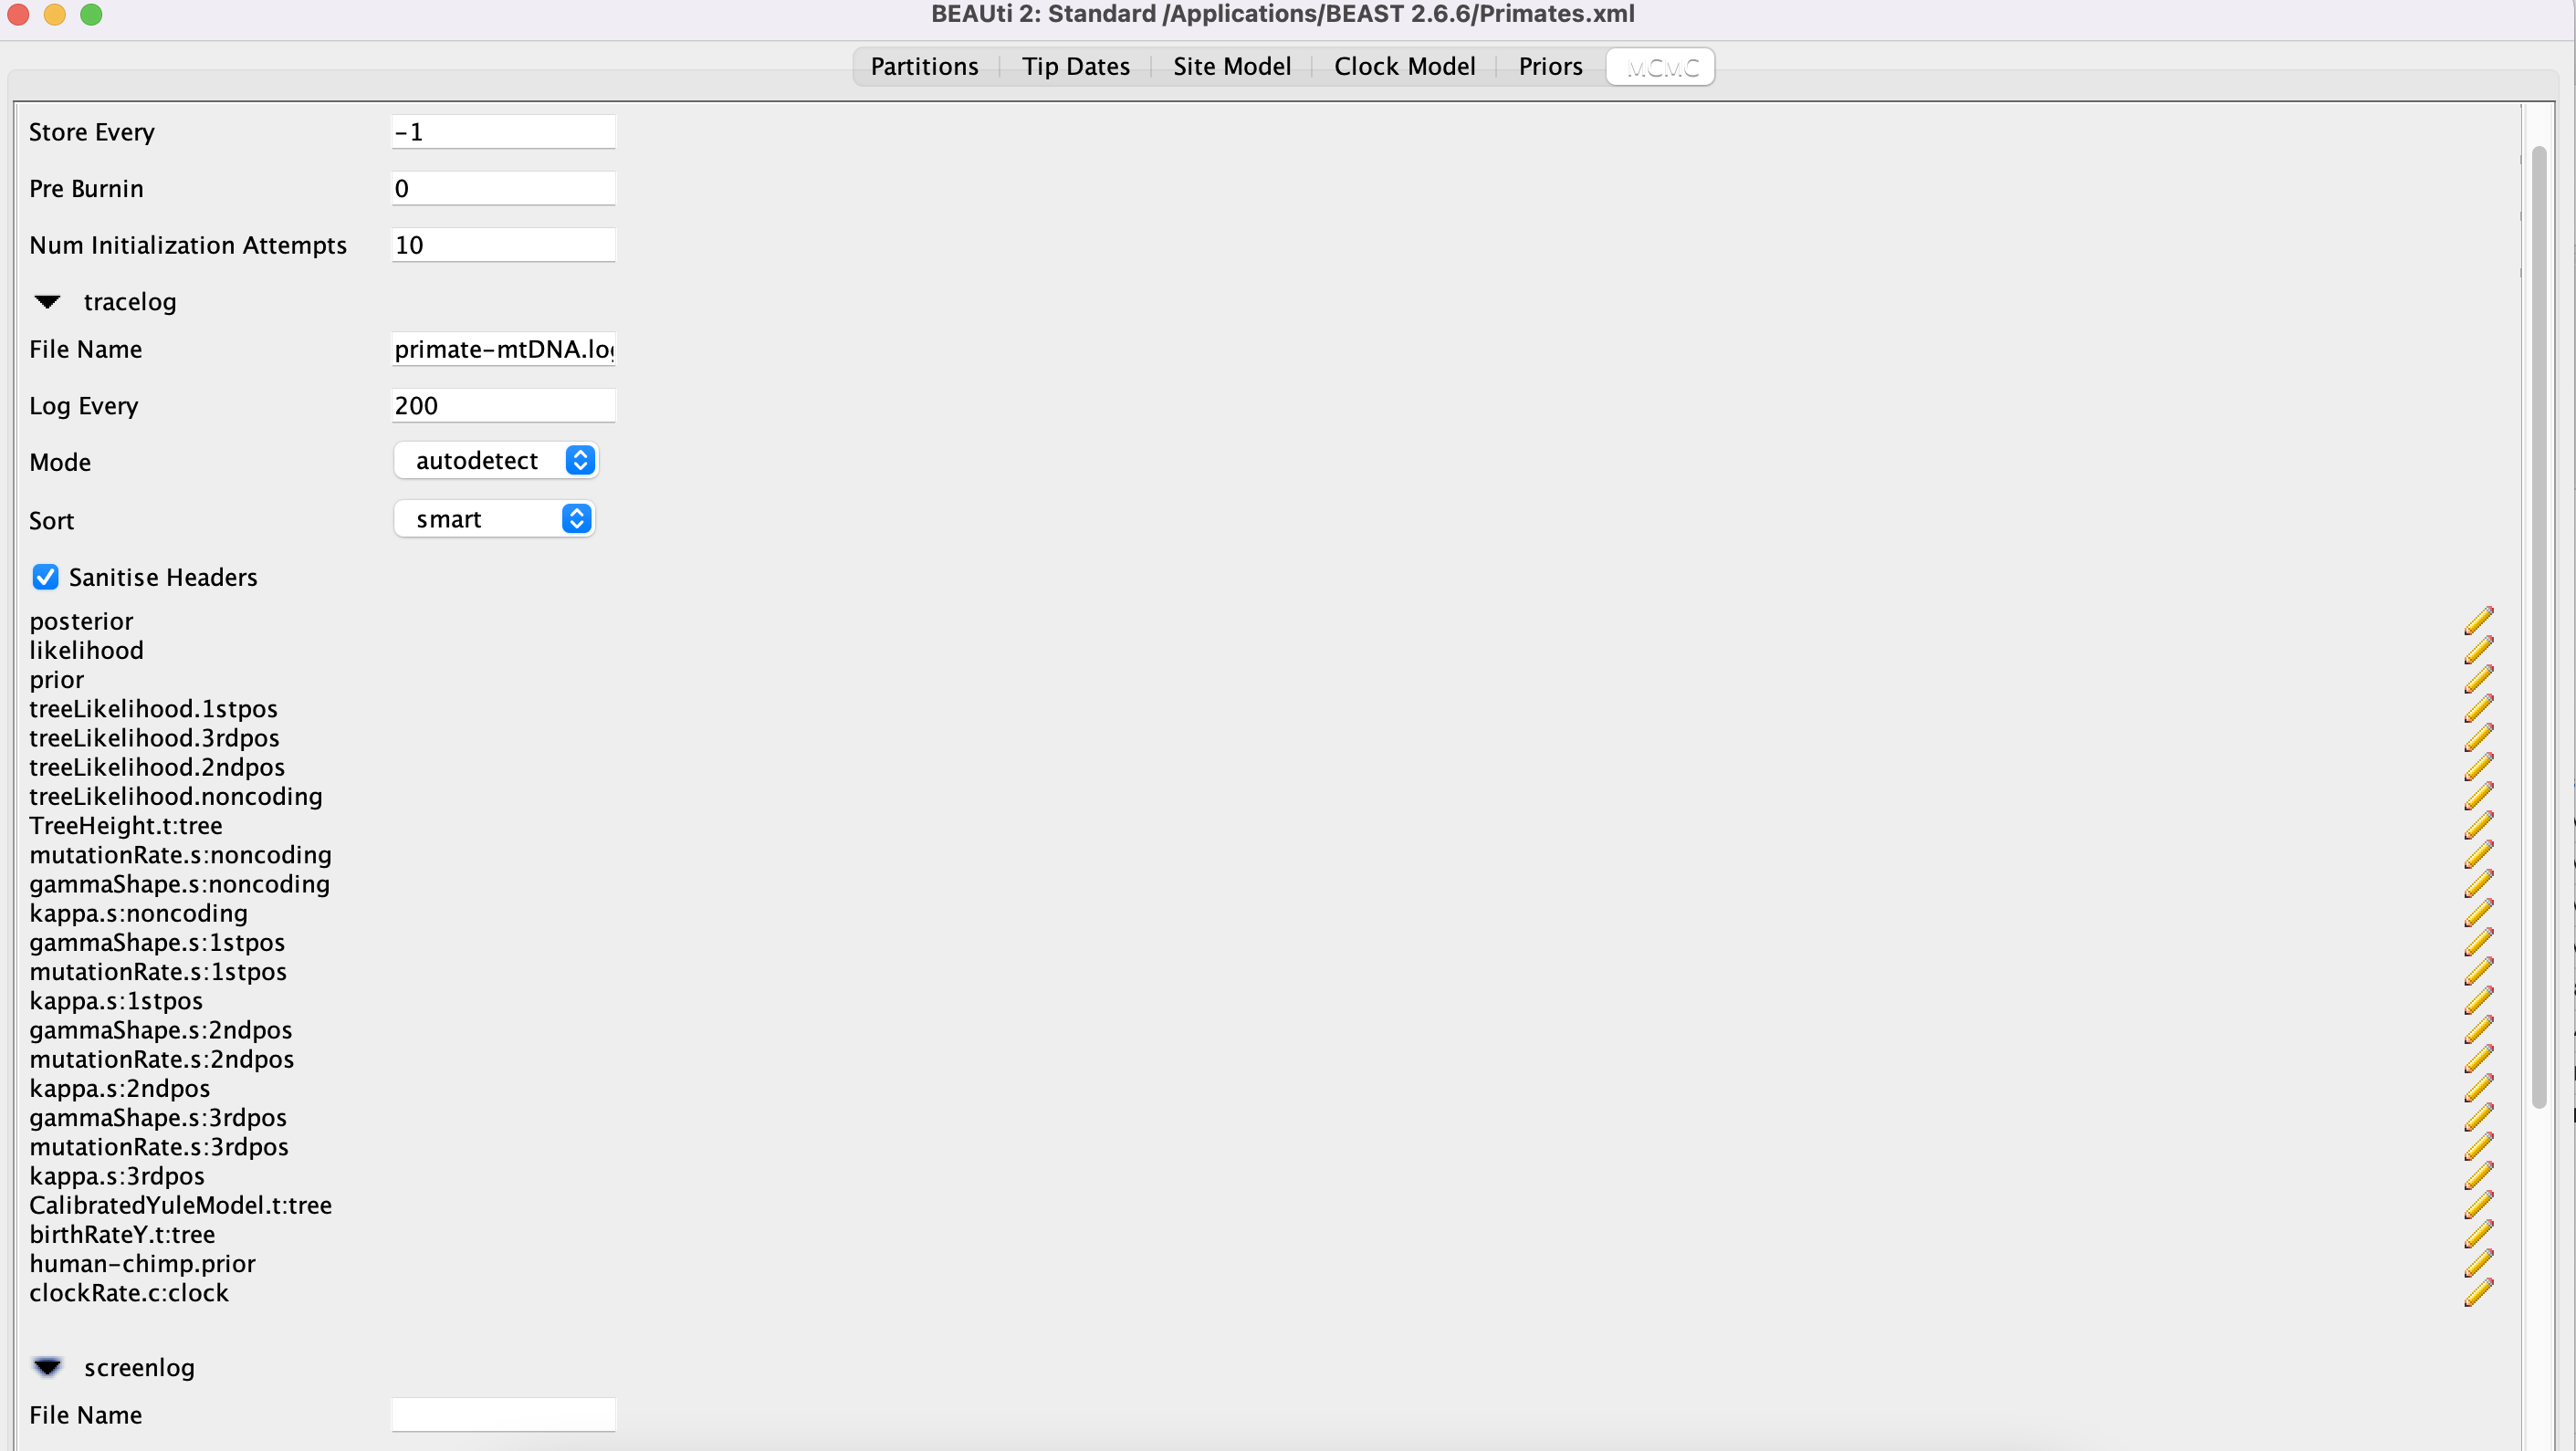 BEAUti 2: Standard /Applications/BEAST 2.6.6/Primates.xml
Partitions Tip Dates Site Model Clock Model Priors MCMC
Store Every -1
Pre Burnin 0
Num Initialization Attempts 10
tracelog
File Name primate-mtDNA.log
Log Every 200
Mode autodetect
Sort smart
Sanitise Headers
posterior
likelihood
prior
treeLikelihood.1stpos
treeLikelihood.3rdpos
treeLikelihood.2ndpos
treeLikelihood.noncoding
TreeHeight.t:tree
mutationRate.s:noncoding
gammaShape.s:noncoding
kappa.s:noncoding
gammaShape.s:1stpos
mutationRate.s:1stpos
kappa.s:1stpos
gammaShape.s:2ndpos
mutationRate.s:2ndpos
kappa.s:2ndpos
gammaShape.s:3rdpos
mutationRate.s:3rdpos
kappa.s:3rdpos
CalibratedYuleModel.t:tree
birthRateY.t:tree
human-chimp.prior
clockRate.c:clock
screenlog
File Name